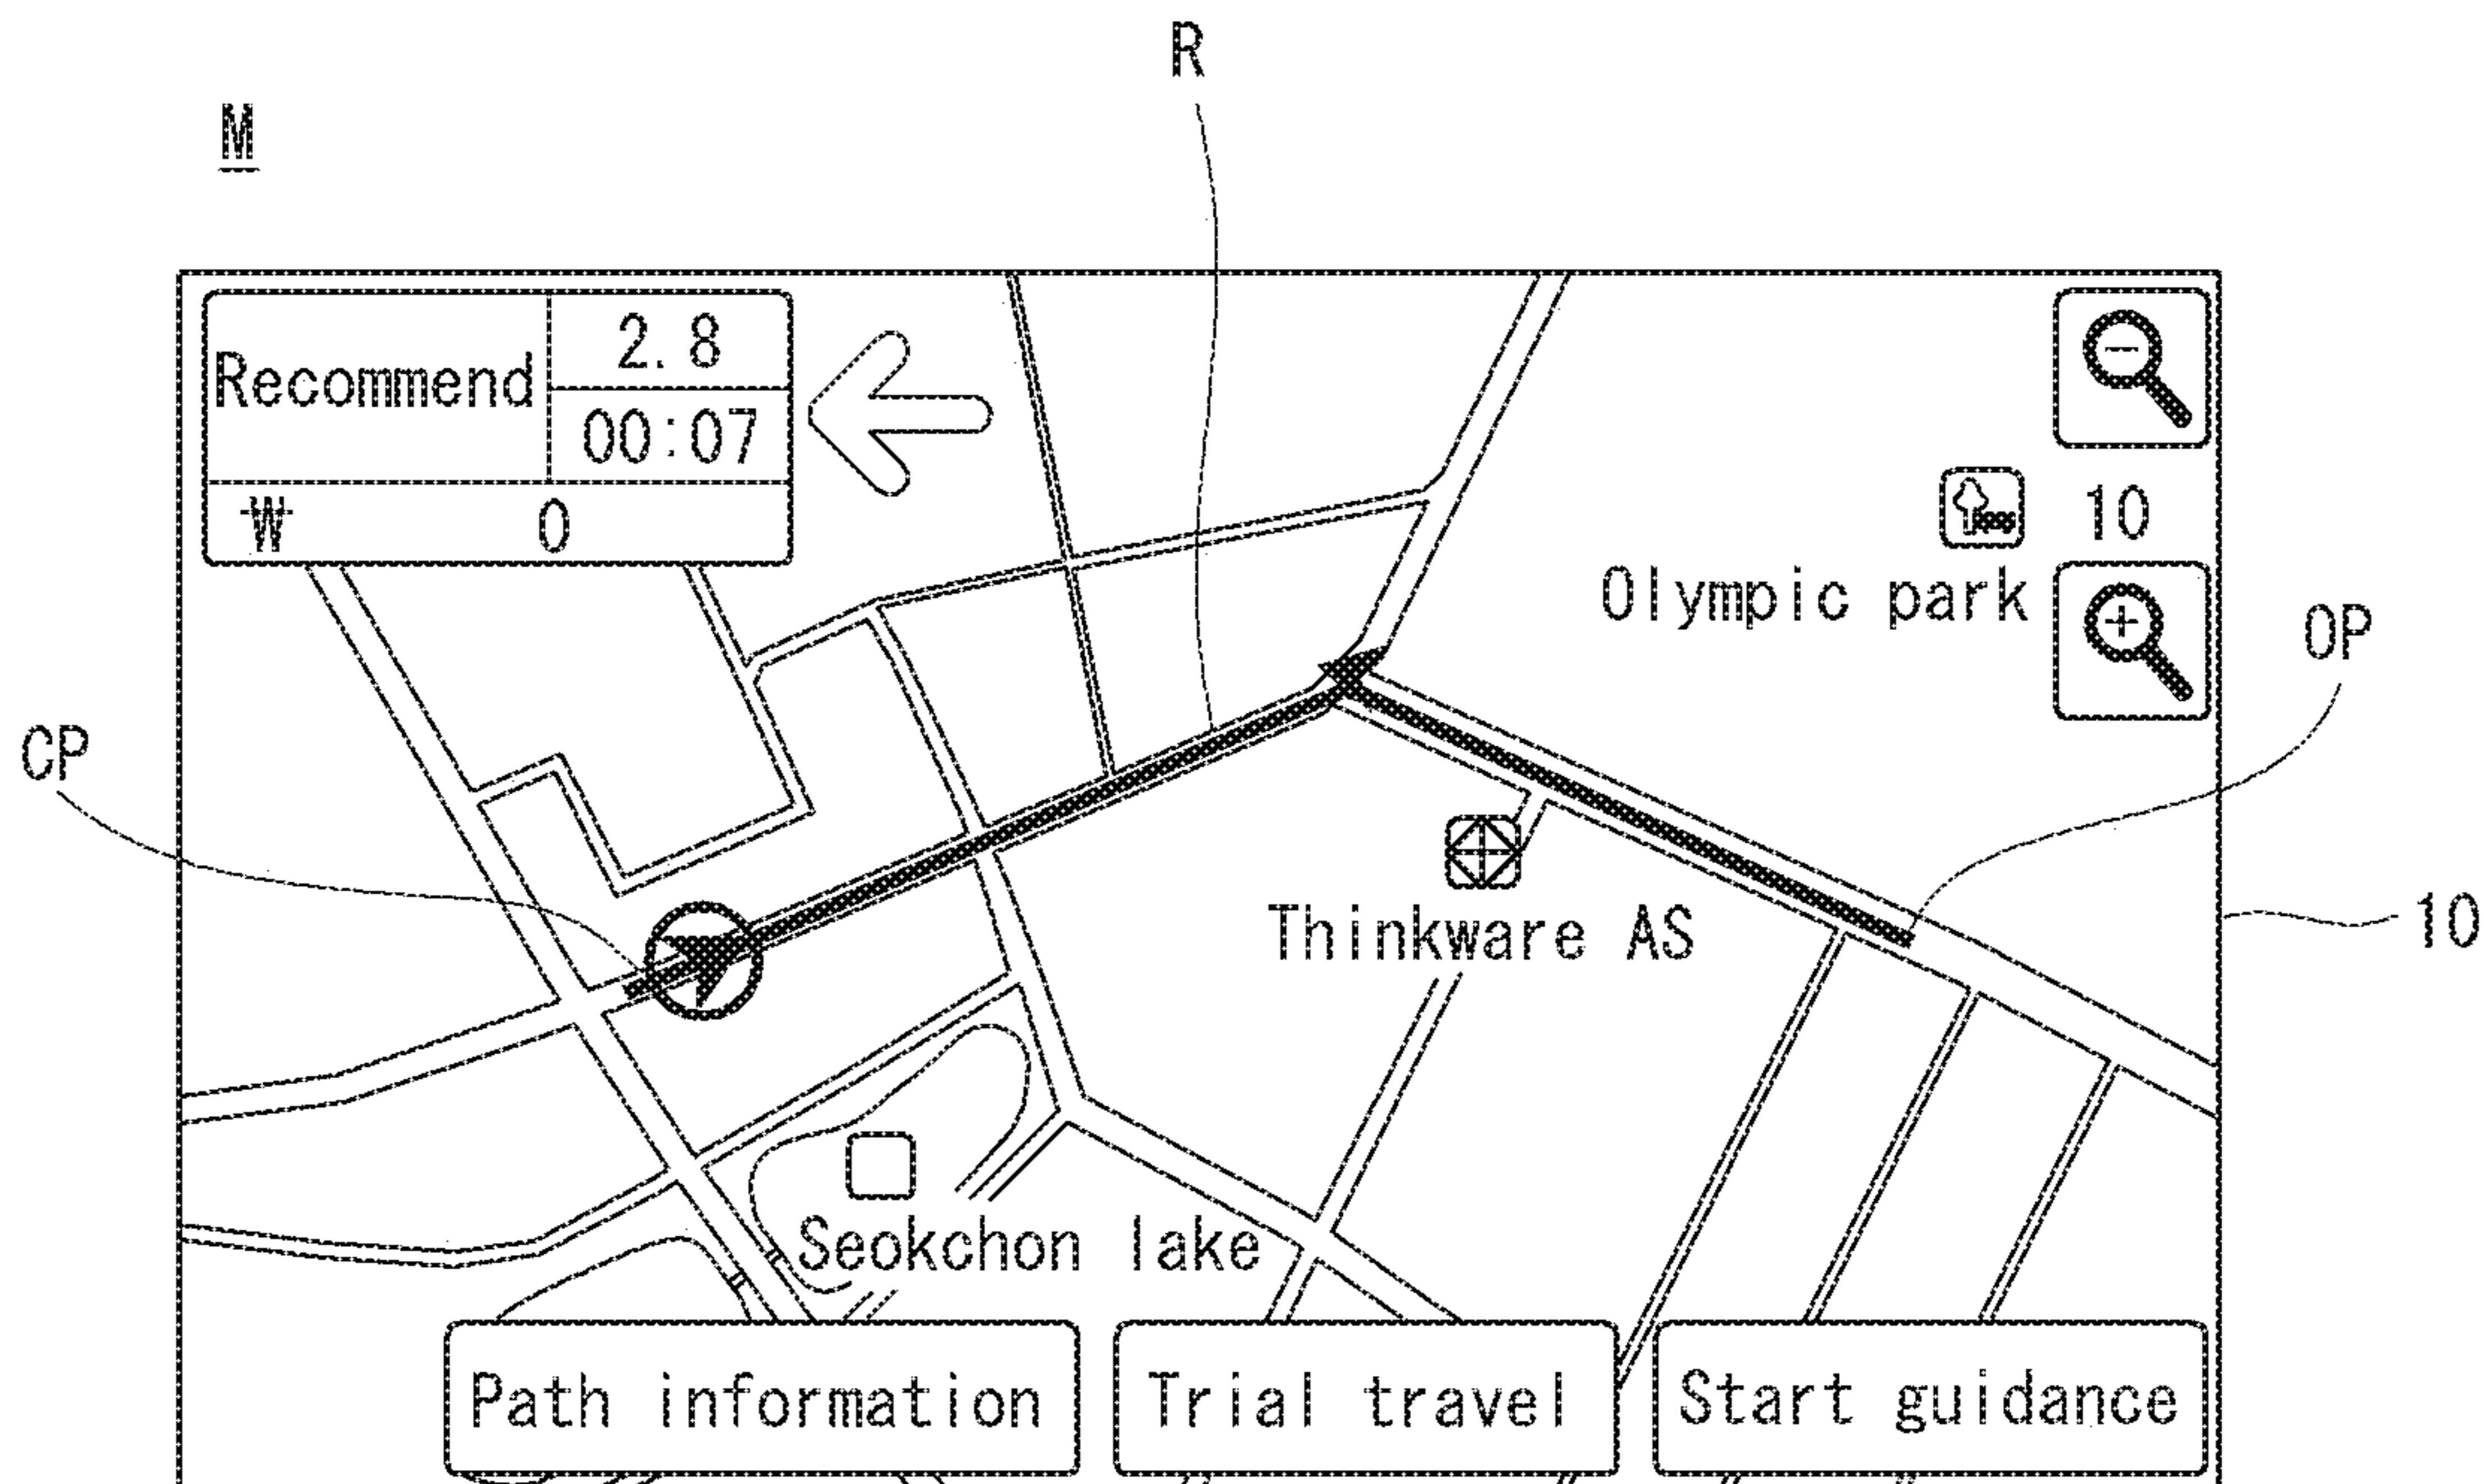 R
M
Recommend
2.8
00:07
₩ 0
10
Olympic park
OP
CP
Thinkware AS
10
Seokchon lake
Path information
Trial travel
Start guidance